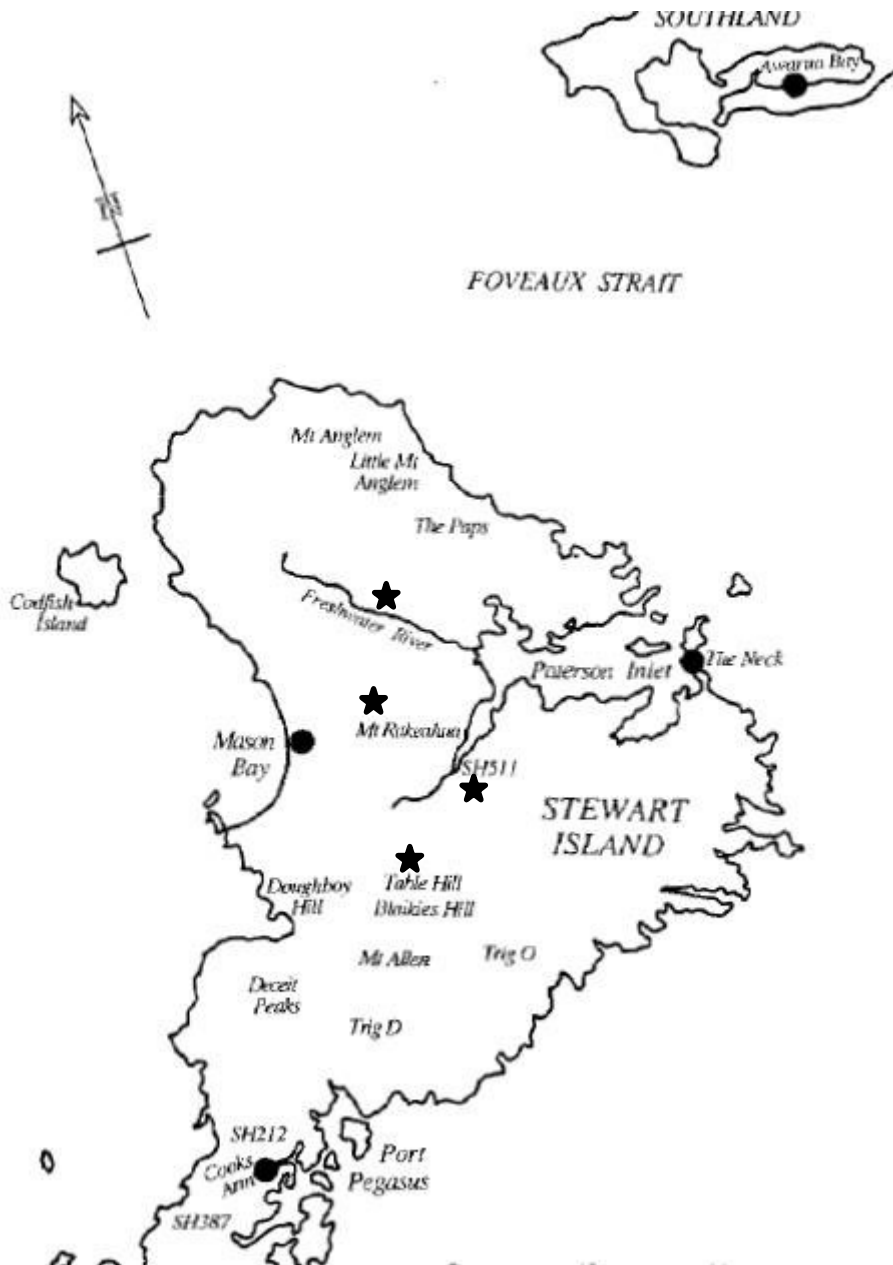 SOUTHLAND
Awarua Bay
FOVEAUX STRAIT
Mt Anglem
Little Mt
Anglem
The Paps
Codfish
Island
Freshwater River
Paterson Inlet
The Neck
Mt Rakeahua
Mason
Bay
SH511
STEWART
ISLAND
Doughboy
Hill
Table Hill
Blaikies Hill
Mt Allen
Trig O
Deceit
Peaks
Trig D
SH212
Cooks
Arm
Port
Pegasus
SH387